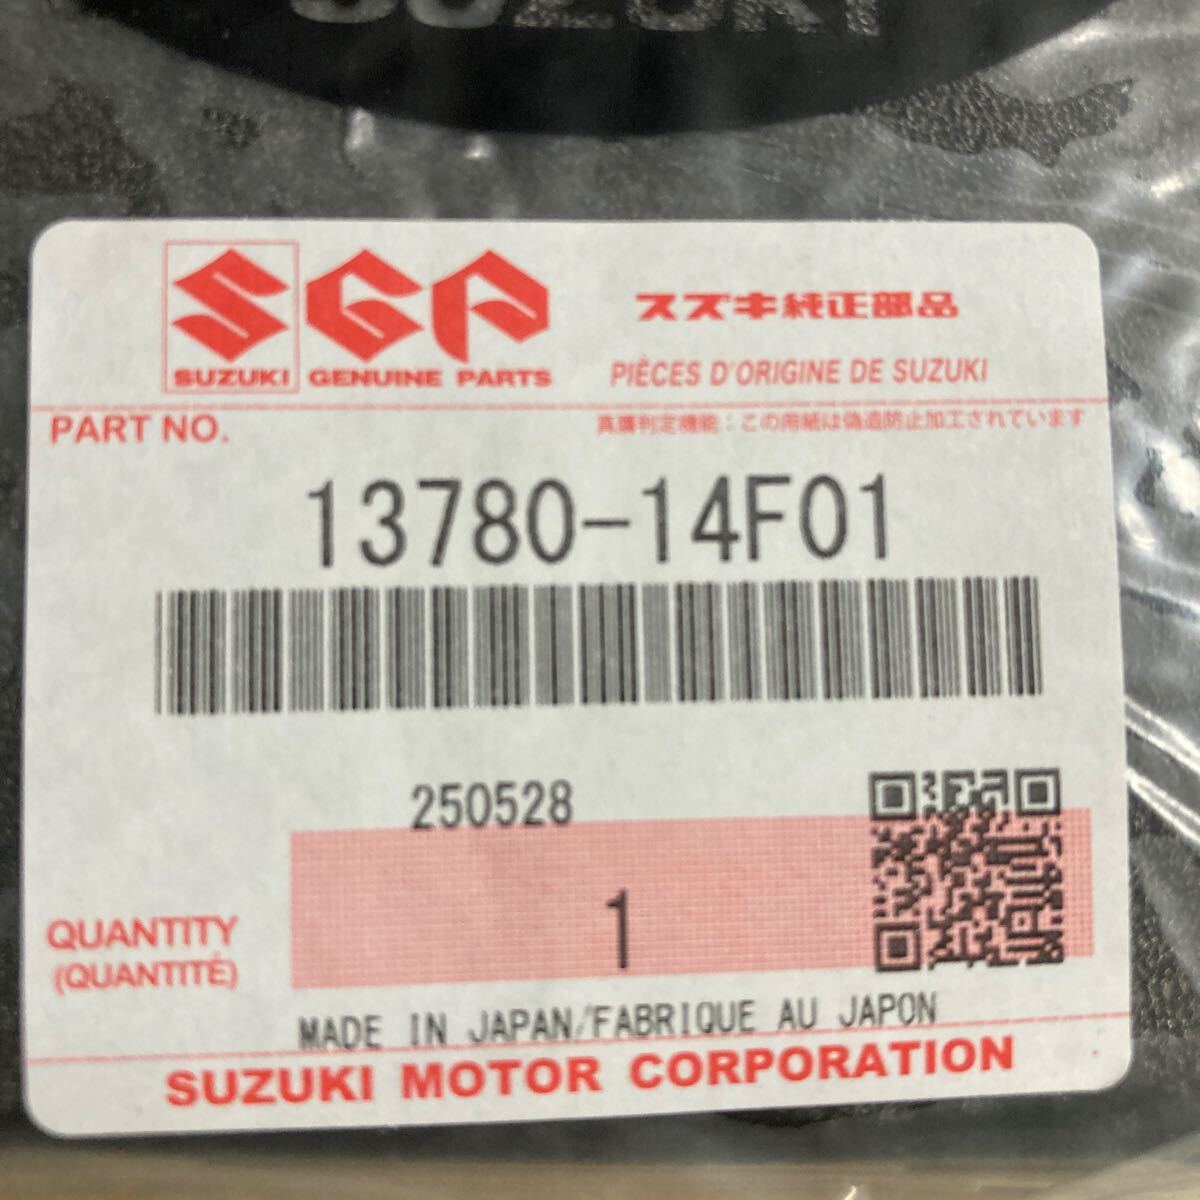 SUZUKI
SGP
SUZUKI GENUINE PARTS
スズキ純正部品
PIÈCES D'ORIGINE DE SUZUKI
PART NO.
真贋判定機能:この用紙は偽造防止加工されています
13780-14F01
250528
1
QUANTITY
(QUANTITÉ)
MADE IN JAPAN/FABRIQUE AU JAPON
SUZUKI MOTOR CORPORATION